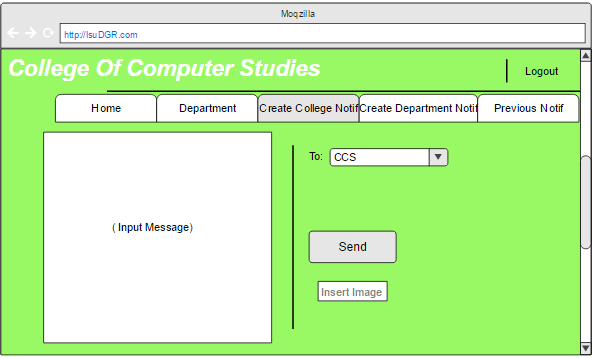 Moqzilla
http://lsuDGR.com
College Of Computer Studies
Logout
Home
Department
Create College Notif
Create Department Notif
Previous Notif
To:
CCS
( Input Message)
Send
Insert Image